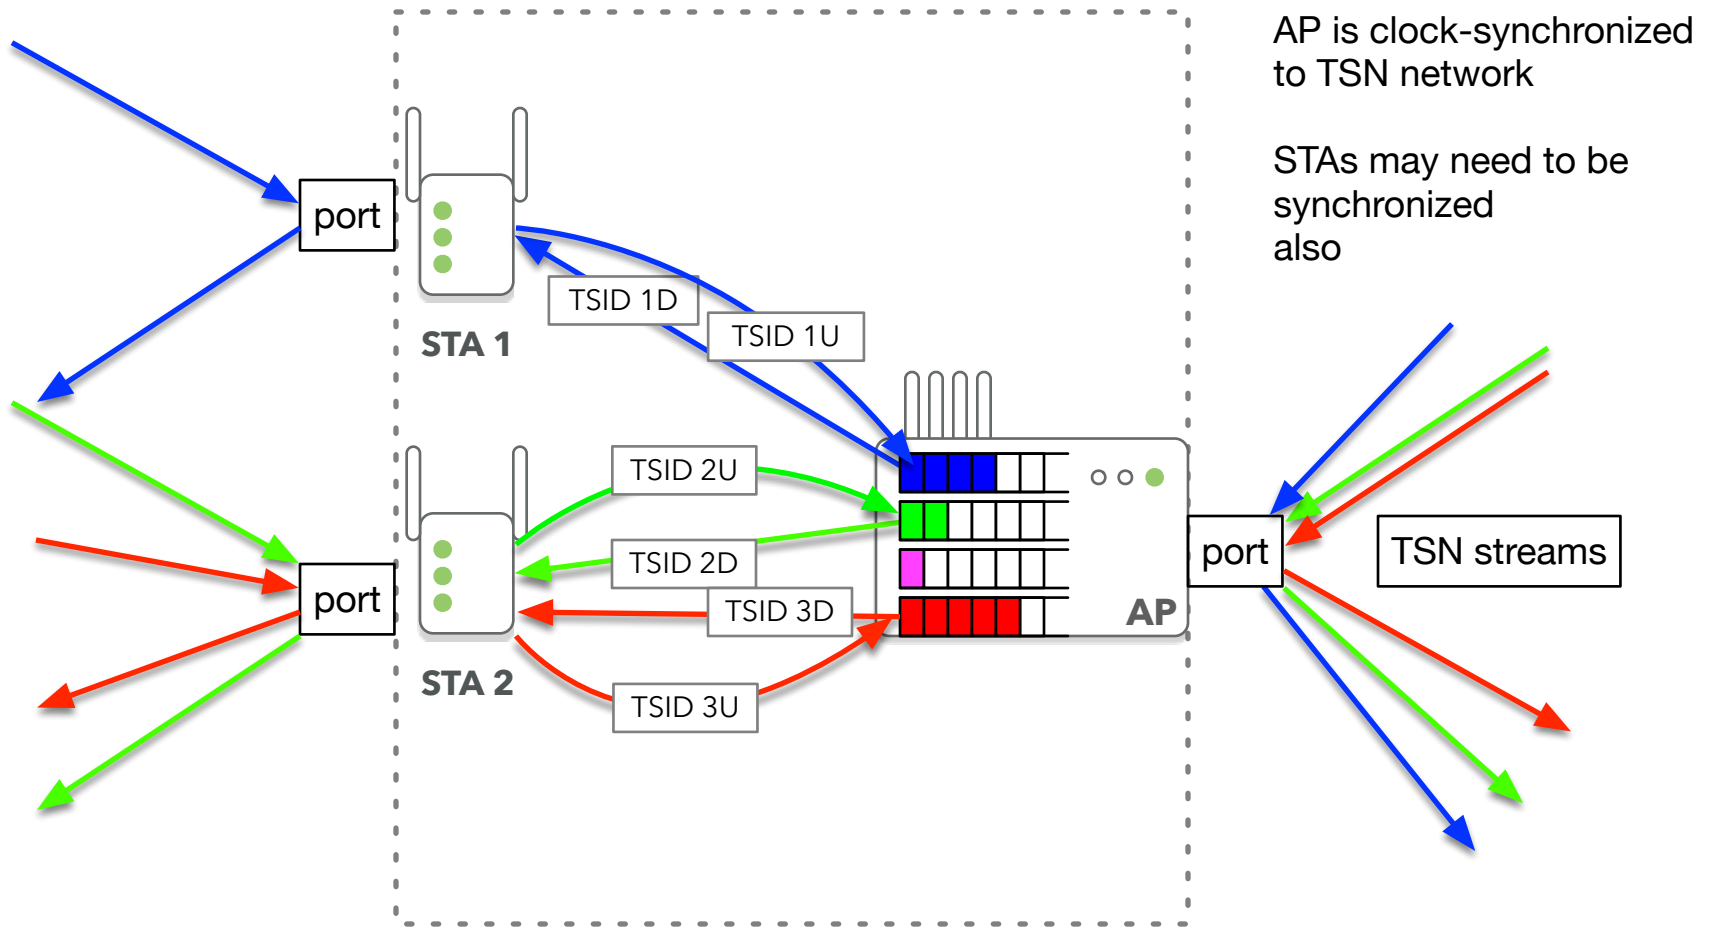 AP is clock-synchronized
to TSN network
STAs may need to be
synchronized
also
port
TSID 1D
TSID 1U
STA 1
TSID 2U
port
TSN streams
TSID 2D
port
TSID 3D
AP
STA 2
TSID 3U